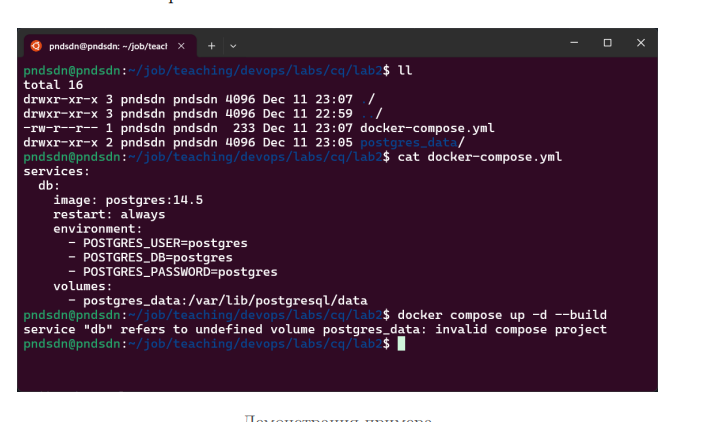 pndsdn@pndsdn: ~/job/teacl
pndsdn@pndsdn:~/job/teaching/devops/labs/cq/lab2$ ll
total 16
drwxr-xr-x 3 pndsdn pndsdn 4096 Dec 11 23:07 ./
drwxr-xr-x 3 pndsdn pndsdn 4096 Dec 11 22:59 ../
-rw-r--r-- 1 pndsdn pndsdn  233 Dec 11 23:07 docker-compose.yml
drwxr-xr-x 2 pndsdn pndsdn 4096 Dec 11 23:05 postgres_data/
pndsdn@pndsdn:~/job/teaching/devops/labs/cq/lab2$ cat docker-compose.yml
services:
  db:
    image: postgres:14.5
    restart: always
    environment:
      - POSTGRES_USER=postgres
      - POSTGRES_DB=postgres
      - POSTGRES_PASSWORD=postgres
    volumes:
      - postgres_data:/var/lib/postgresql/data
pndsdn@pndsdn:~/job/teaching/devops/labs/cq/lab2$ docker compose up -d --build
service "db" refers to undefined volume postgres_data: invalid compose project
pndsdn@pndsdn:~/job/teaching/devops/labs/cq/lab2$
Демонстрация примера